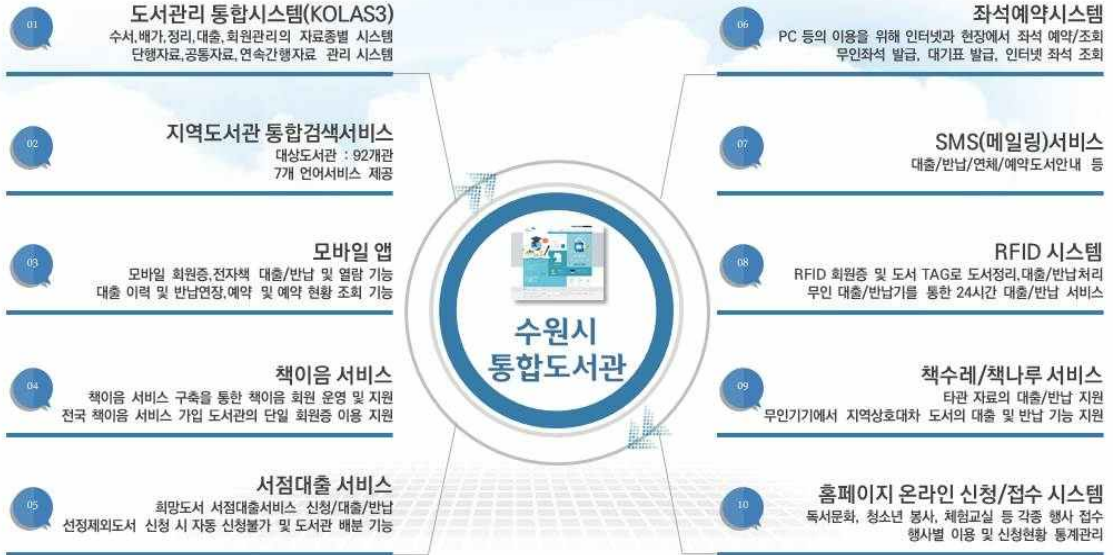 01
도서관리 통합시스템(KOLAS3)
수서,배가,정리,대출,회원관리의 자료종별 시스템
단행자료,공통자료,연속간행자료 관리 시스템
02
지역도서관 통합검색서비스
대상도서관 : 92개관
7개 언어서비스 제공
03
모바일 앱
모바일 회원증,전자책 대출/반납 및 열람 기능
대출 이력 및 반납연장,예약 및 예약 현황 조회 기능
04
책이음 서비스
책이음 서비스 구축을 통한 책이음 회원 운영 및 지원
전국 책이음 서비스 가입 도서관의 단일 회원증 이용 지원
05
서점대출 서비스
희망도서 서점대출서비스 신청/대출/반납
선정제외도서 신청 시 자동 신청불가 및 도서관 배분 기능
수원시
통합도서관
06
좌석예약시스템
PC 등의 이용을 위해 인터넷과 현장에서 좌석 예약/조회
무인좌석 발급, 대기표 발급, 인터넷 좌석 조회
07
SMS(메일링)서비스
대출/반납/연체/예약도서안내 등
08
RFID 시스템
RFID 회원증 및 도서 TAG로 도서정리,대출/반납처리
무인 대출/반납기를 통한 24시간 대출/반납 서비스
09
책수레/책나루 서비스
타관 자료의 대출/반납 지원
무인기기에서 지역상호대차 도서의 대출 및 반납 기능 지원
10
홈페이지 온라인 신청/접수 시스템
독서문화, 청소년 봉사, 체험교실 등 각종 행사 접수
행사별 이용 및 신청현황 통계관리